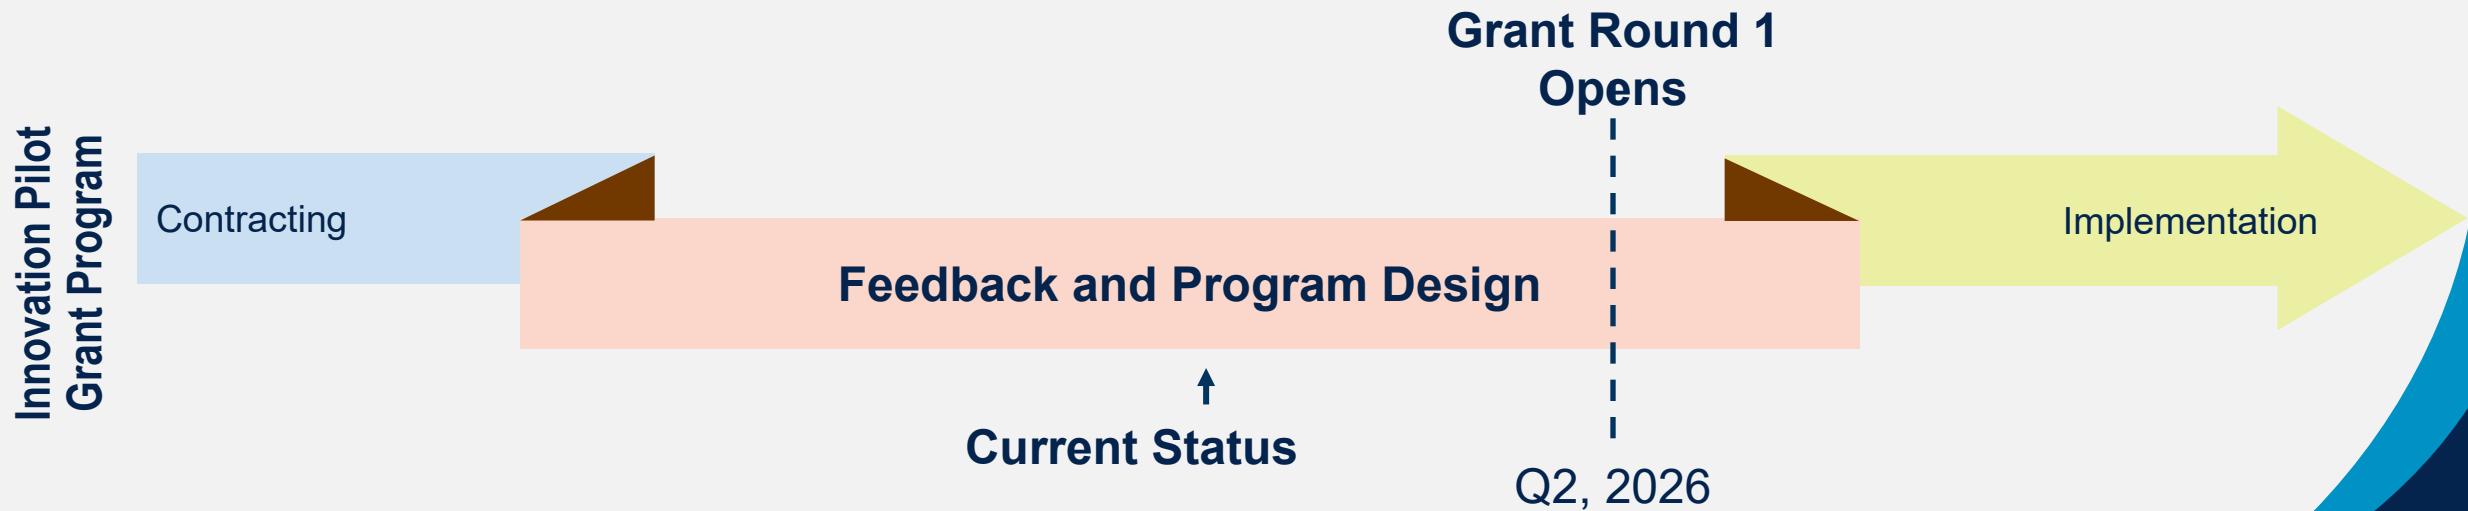 Grant Round 1
Opens
Innovation Pilot
Grant Program
Contracting
Implementation
Feedback and Program Design
Current Status
Q2, 2026